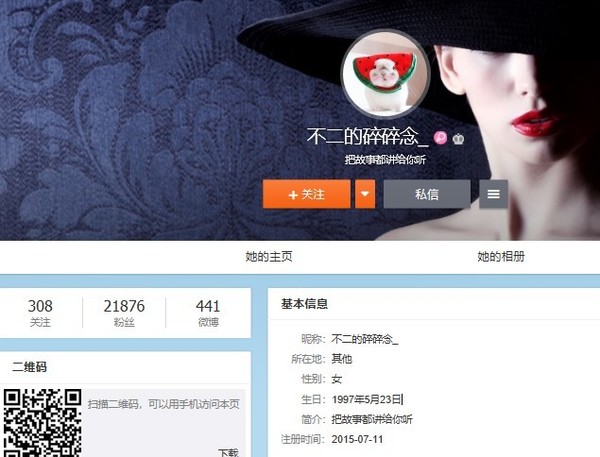 不二的碎碎念_
把故事都讲给你听
+ 关注
私信
她的主页
她的相册
308
21876
441
关注
粉丝
微博
基本信息
昵称: 不二的碎碎念_
所在地: 其他
性别: 女
生日: 1997年5月23日
简介: 把故事都讲给你听
注册时间: 2015-07-11
二维码
扫描二维码，可以用手机访问本页
下载